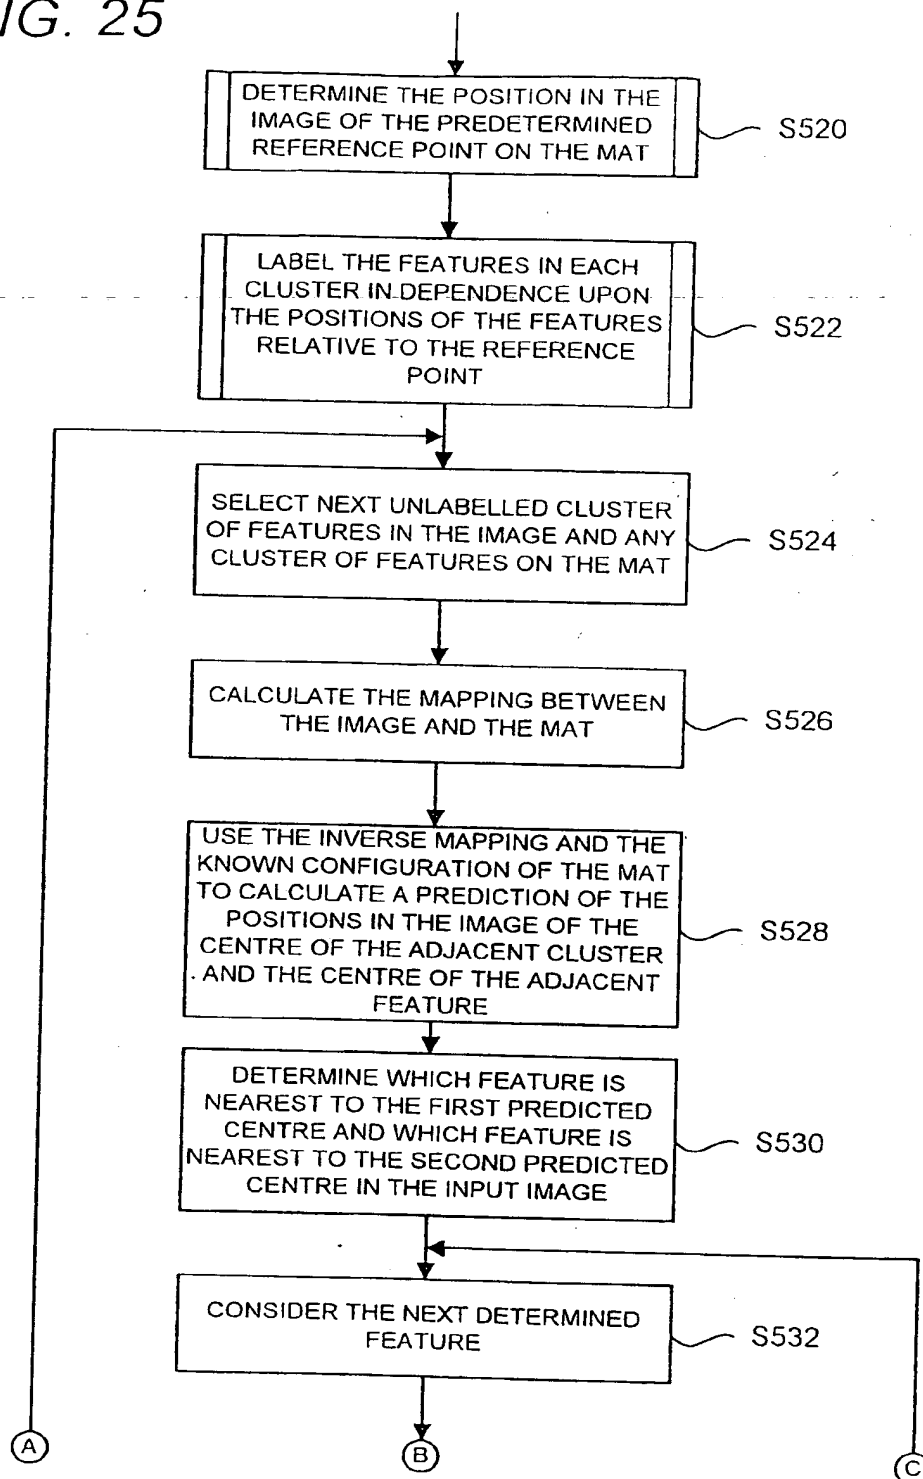 IG. 25
DETERMINE THE POSITION IN THE
IMAGE OF THE PREDETERMINED
REFERENCE POINT ON THE MAT
S520
LABEL THE FEATURES IN EACH
CLUSTER IN DEPENDENCE UPON
THE POSITIONS OF THE FEATURES
RELATIVE TO THE REFERENCE
POINT
S522
SELECT NEXT UNLABELLED CLUSTER
OF FEATURES IN THE IMAGE AND ANY
CLUSTER OF FEATURES ON THE MAT
S524
CALCULATE THE MAPPING BETWEEN
THE IMAGE AND THE MAT
S526
USE THE INVERSE MAPPING AND THE
KNOWN CONFIGURATION OF THE MAT
TO CALCULATE A PREDICTION OF THE
POSITIONS IN THE IMAGE OF THE
CENTRE OF THE ADJACENT CLUSTER
AND THE CENTRE OF THE ADJACENT
FEATURE
S528
DETERMINE WHICH FEATURE IS
NEAREST TO THE FIRST PREDICTED
CENTRE AND WHICH FEATURE IS
NEAREST TO THE SECOND PREDICTED
CENTRE IN THE INPUT IMAGE
S530
CONSIDER THE NEXT DETERMINED
FEATURE
S532
A
B
C